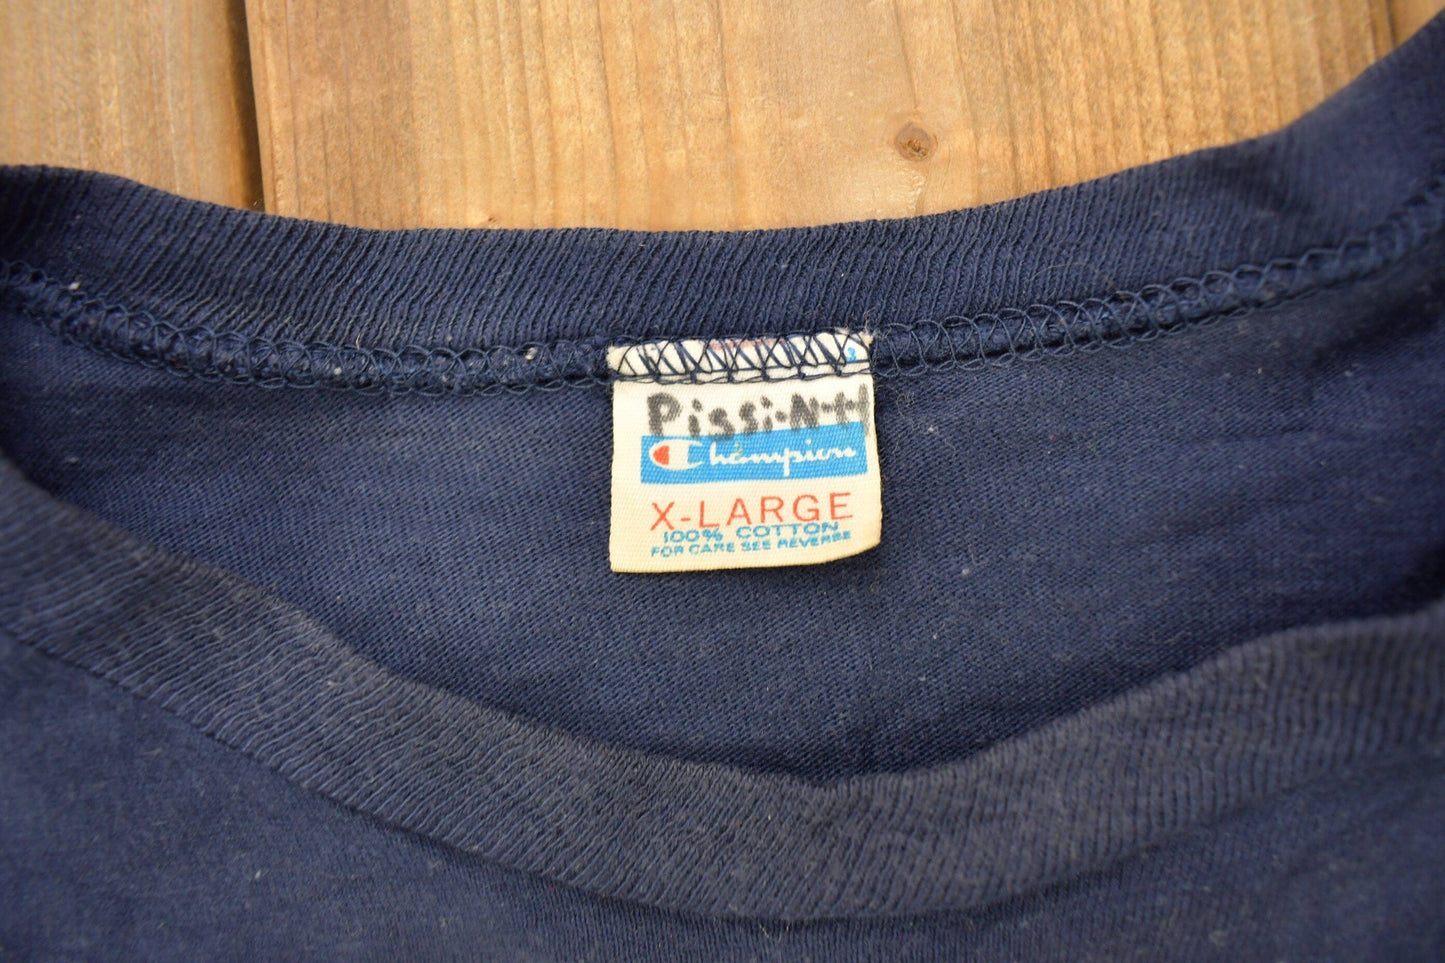 Pissi-N-H
Champion
X-LARGE
100% COTTON
FOR CARE SEE REVERSE